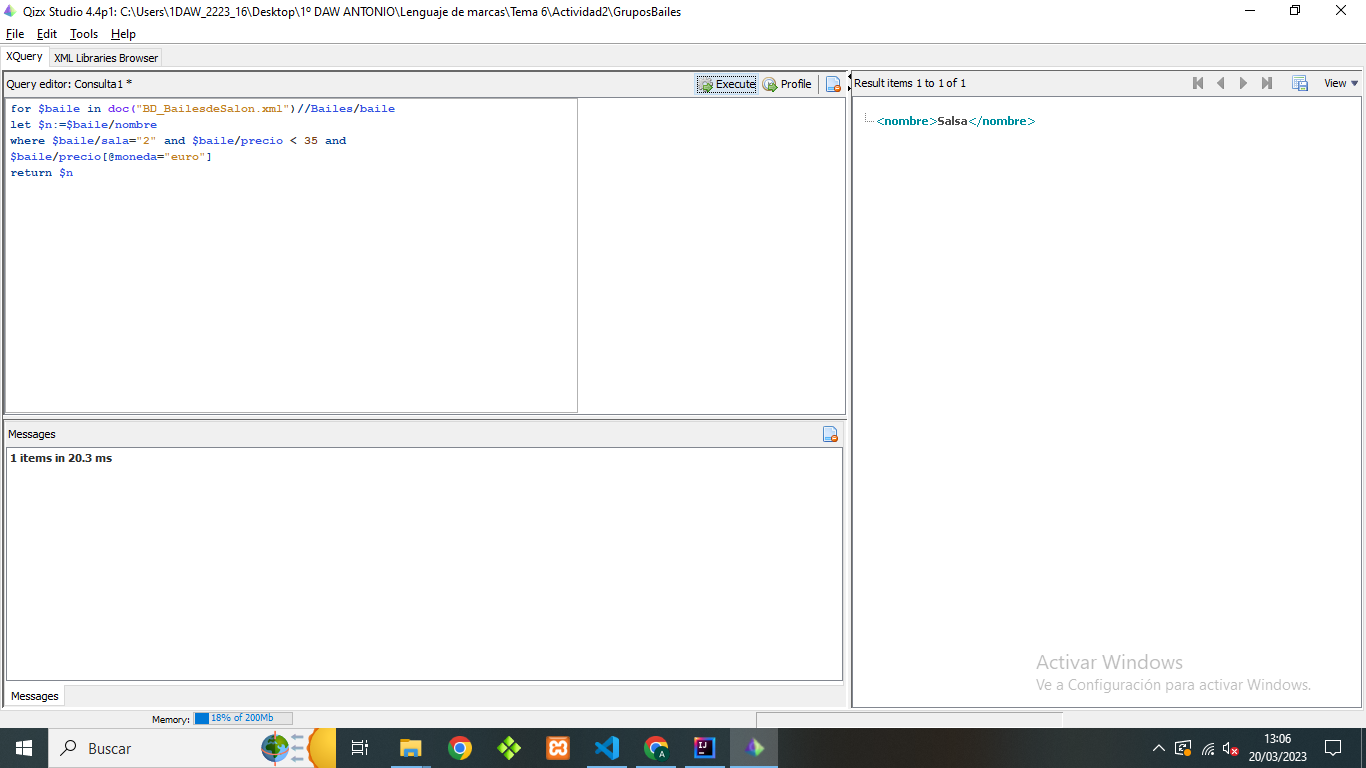 Qizx Studio 4.4p1: C:\Users\1DAW_2223_16\Desktop\1º DAW ANTONIO\Lenguaje de marcas\Tema 6\Actividad2\GruposBailes
File Edit Tools Help
XQuery XML Libraries Browser
Query editor: Consulta1 * Execute Profile
for $baile in doc("BD_BailesdeSalon.xml")//Bailes/baile
let $n:=$baile/nombre
where $baile/sala="2" and $baile/precio < 35 and
$baile/precio[@moneda="euro"]
return $n
Result items 1 to 1 of 1 View
<nombre>Salsa</nombre>
Messages
1 items in 20.3 ms
Activar Windows
Ve a Configuración para activar Windows.
Messages
Memory: 18% of 200Mb
Buscar
A
IJ
13:06
20/03/2023